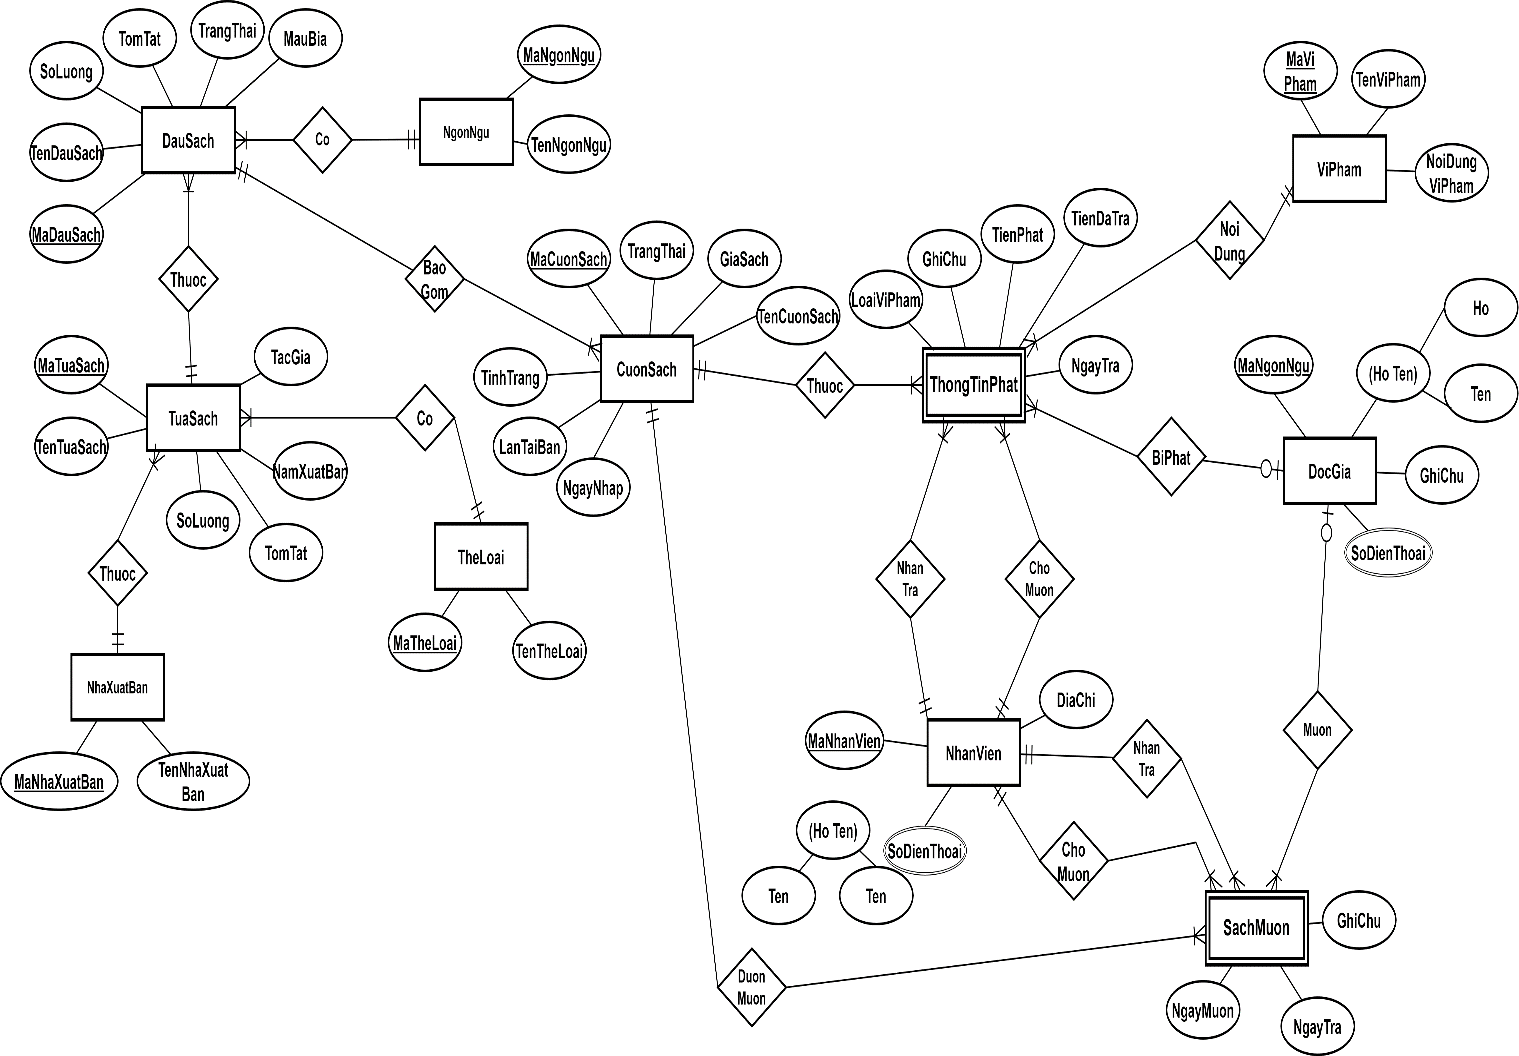 SoLuong
TomTat
TrangThai
MauBia
TenDauSach
MaDauSach
DauSach
Co
NgonNgu
MaNgonNgu
TenNgonNgu
Thuoc
Bao
Gom
MaTuaSach
TenTuaSach
TacGia
TuaSach
NamXuatBan
SoLuong
TomTat
Co
TheLoai
MaTheLoai
TenTheLoai
Thuoc
NhaXuatBan
MaNhaXuatBan
TenNhaXuat
Ban
MaCuonSach
TrangThai
GiaSach
TenCuonSach
TinhTrang
LanTaiBan
NgayNhap
CuonSach
Thuoc
LoaiViPham
GhiChu
TienPhat
TienDaTra
NgayTra
ThongTinPhat
Noi
Dung
MaVi
Pham
TenViPham
NoiDung
ViPham
ViPham
BiPhat
MaNgonNgu
(Ho Ten)
Ho
Ten
GhiChu
SoDienThoai
DocGia
Nhan
Tra
Cho
Muon
MaNhanVien
DiaChi
NhanVien
(Ho Ten)
Ten
Ten
SoDienThoai
Nhan
Tra
Cho
Muon
Muon
Duon
Muon
SachMuon
GhiChu
NgayMuon
NgayTra